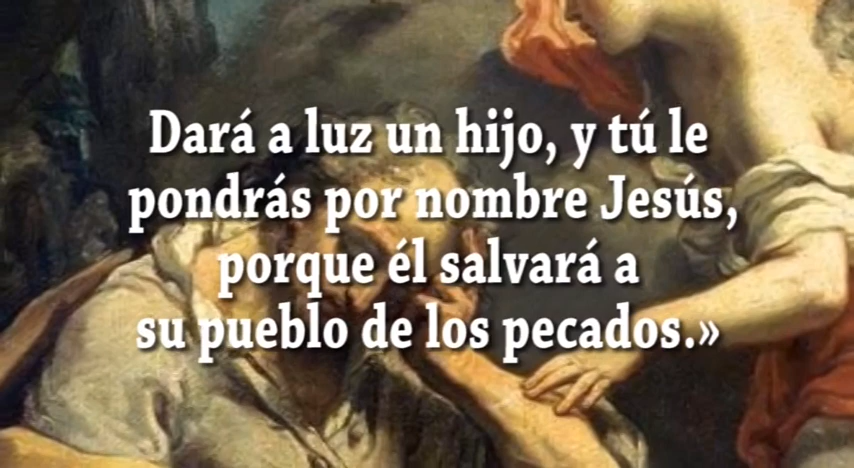 Dará a luz un hijo, y tú le
pondrás por nombre Jesús,
porque él salvará a
su pueblo de los pecados.»